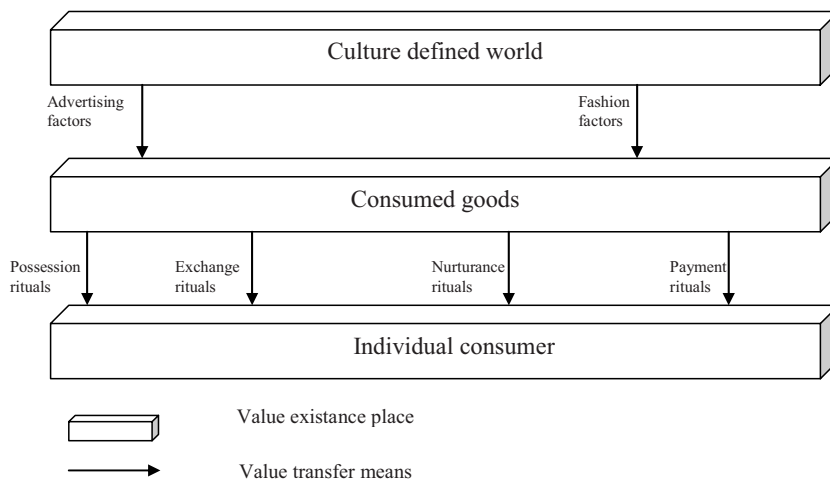 Culture defined world
Advertising
factors
Fashion
factors
Consumed goods
Possession
rituals
Exchange
rituals
Nurturance
rituals
Payment
rituals
Individual consumer
Value existance place
Value transfer means